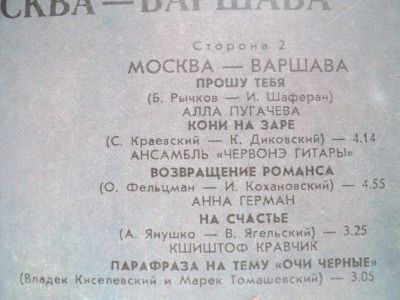 СКВА — ВАРШАВА
Сторона 2
МОСКВА — ВАРШАВА
ПРОШУ ТЕБЯ
(Б. Рычков — И. Шаферан)
АЛЛА ПУГАЧЕВА
КОНИ НА ЗАРЕ
(С. Краевский — К. Диковский) — 4.14
АНСАМБЛЬ «ЧЕРВОНЭ ГИТАРЫ»
ВОЗВРАЩЕНИЕ РОМАНСА
(О. Фельцман — И. Кохановский) — 4.55
АННА ГЕРМАН
НА СЧАСТЬЕ
(А. Янушко — В. Ягельский) — 3.25
КШИШТОФ КРАВЧИК
ПАРАФРАЗА НА ТЕМУ «ОЧИ ЧЕРНЫЕ»
(Владек Киселевский и Марек Томашевский) — 3.05